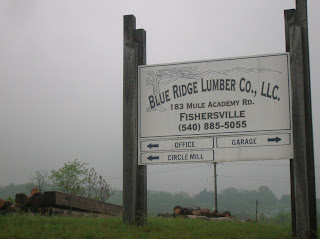 BLUE RIDGE LUMBER CO., LLC.
183 MULE ACADEMY RD.
FISHERSVILLE
(540) 885-5055
OFFICE
GARAGE
CIRCLE MILL